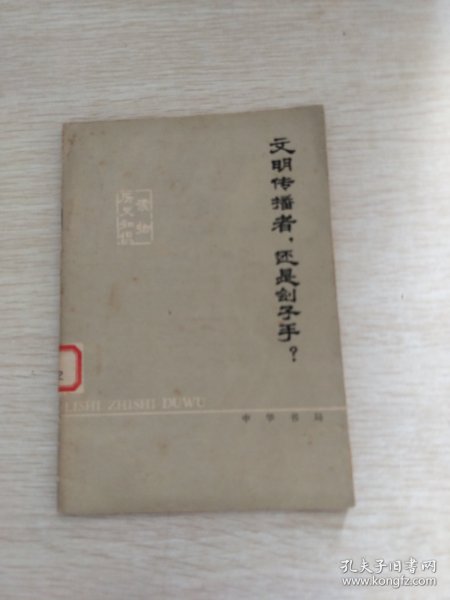 文明传播者，还是刽子手？
历史知识
读物
LISHI ZHISHI DUWU
中华书局
孔夫子旧书网
www.kongfz.com